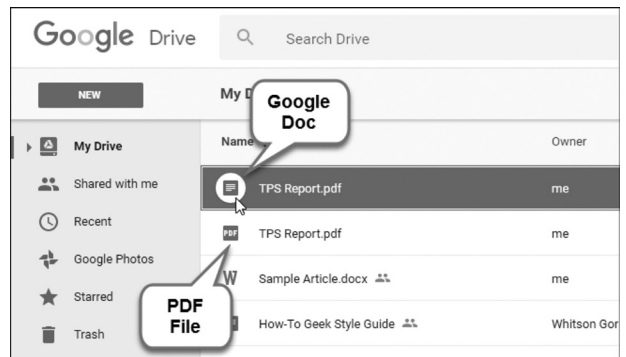 Google Drive
Search Drive
NEW
My D
Google
Doc
Name
Owner
My Drive
TPS Report.pdf
me
Shared with me
PDF
TPS Report.pdf
me
Recent
W
Sample Article.docx
me
Google Photos
PDF
File
How-To Geek Style Guide
Whitson Gor
Starred
Trash